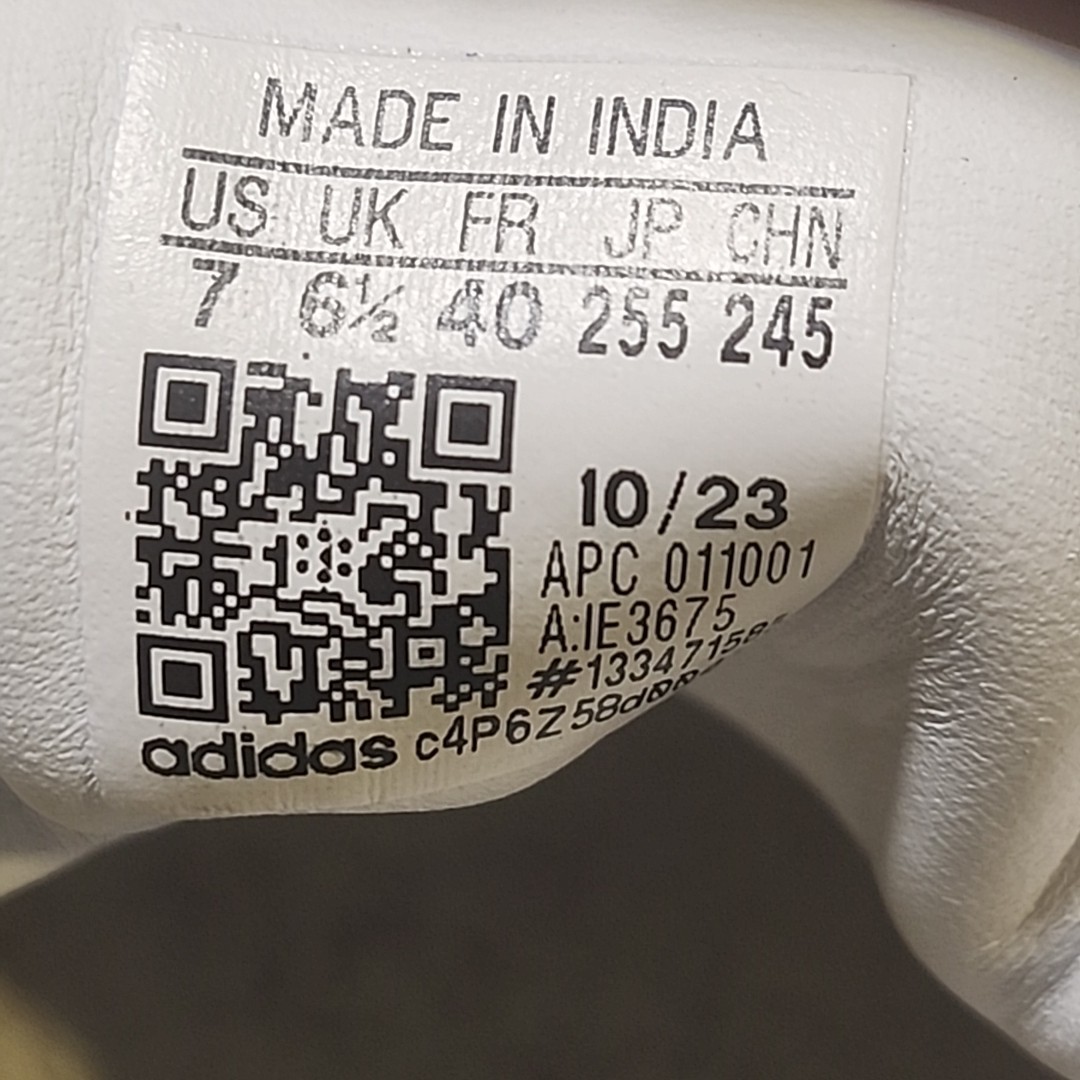 MADE IN INDIA
US UK FR JP CHN
7 6½ 40 255 245
10/23
APC 011001
A:IE3675
adidas